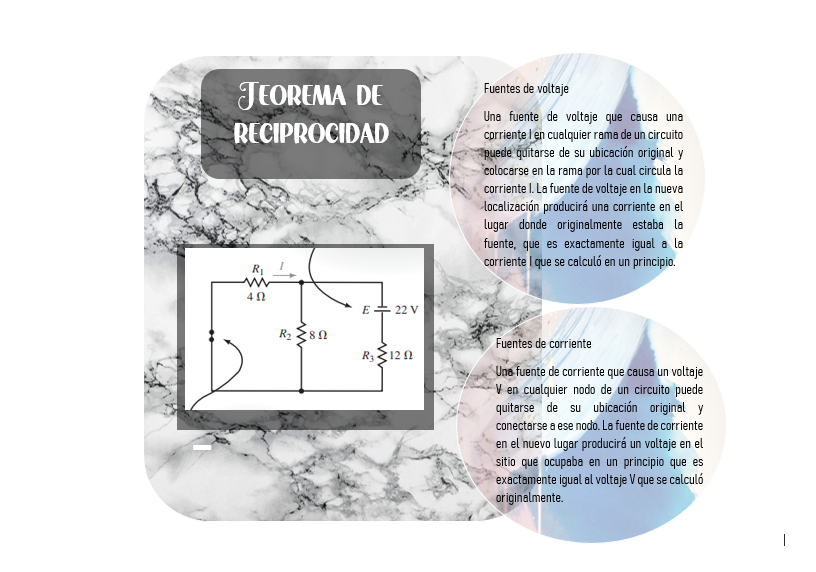 TEOREMA DE
RECIPROCIDAD
Fuentes de voltaje
Una fuente de voltaje que causa una
corriente I en cualquier rama de un circuito
puede quitarse de su ubicación original y
colocarse en la rama por la cual circula la
corriente I. La fuente de voltaje en la nueva
localización producirá una corriente en el
lugar donde originalmente estaba la
fuente, que es exactamente igual a la
corriente I que se calculó en un principio.
R1 I
4 Ω
E 22 V
R2 8 Ω
R3 12 Ω
Fuentes de corriente
Una fuente de corriente que causa un voltaje
V en cualquier nodo de un circuito puede
quitarse de su ubicación original y
conectarse a ese nodo. La fuente de corriente
en el nuevo lugar producirá un voltaje en el
sitio que ocupaba en un principio que es
exactamente igual al voltaje V que se calculó
originalmente.